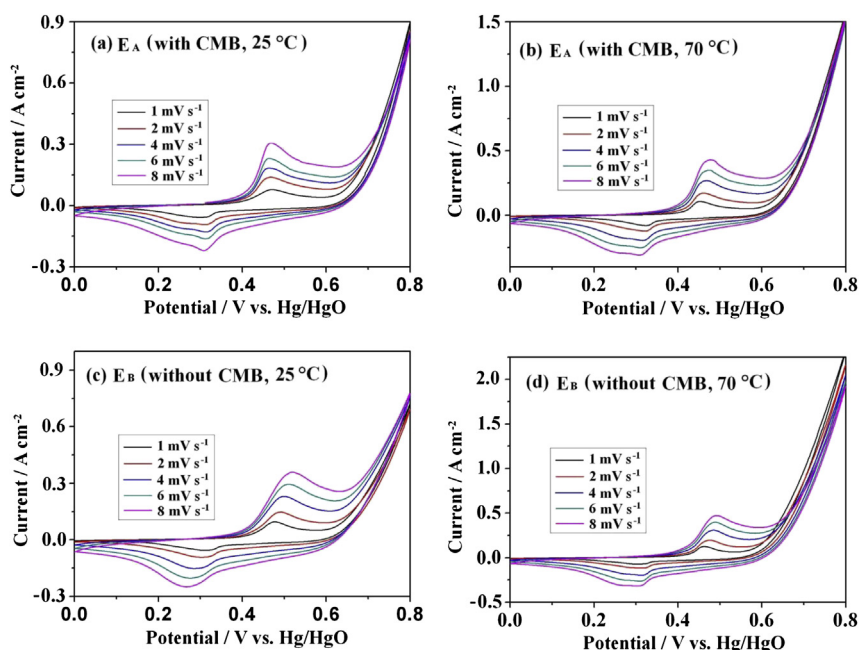 (a) EA (with CMB, 25 °C)
1 mV s⁻¹
2 mV s⁻¹
4 mV s⁻¹
6 mV s⁻¹
8 mV s⁻¹
0.9
0.6
0.3
0.0
-0.3
Current / A cm⁻²
0.0 0.2 0.4 0.6 0.8
Potential / V vs. Hg/HgO
(b) EA (with CMB, 70 °C)
1 mV s⁻¹
2 mV s⁻¹
4 mV s⁻¹
6 mV s⁻¹
8 mV s⁻¹
1.5
1.0
0.5
0.0
-0.5
Current / A cm⁻²
0.0 0.2 0.4 0.6 0.8
Potential / V vs. Hg/HgO
(c) EB (without CMB, 25 °C)
1 mV s⁻¹
2 mV s⁻¹
4 mV s⁻¹
6 mV s⁻¹
8 mV s⁻¹
0.9
0.6
0.3
0.0
-0.3
Current / A cm⁻²
0.0 0.2 0.4 0.6 0.8
Potential / V vs. Hg/HgO
(d) EB (without CMB, 70 °C)
1 mV s⁻¹
2 mV s⁻¹
4 mV s⁻¹
6 mV s⁻¹
8 mV s⁻¹
2.0
1.5
1.0
0.5
0.0
-0.5
Current / A cm⁻²
0.0 0.2 0.4 0.6 0.8
Potential / V vs. Hg/HgO